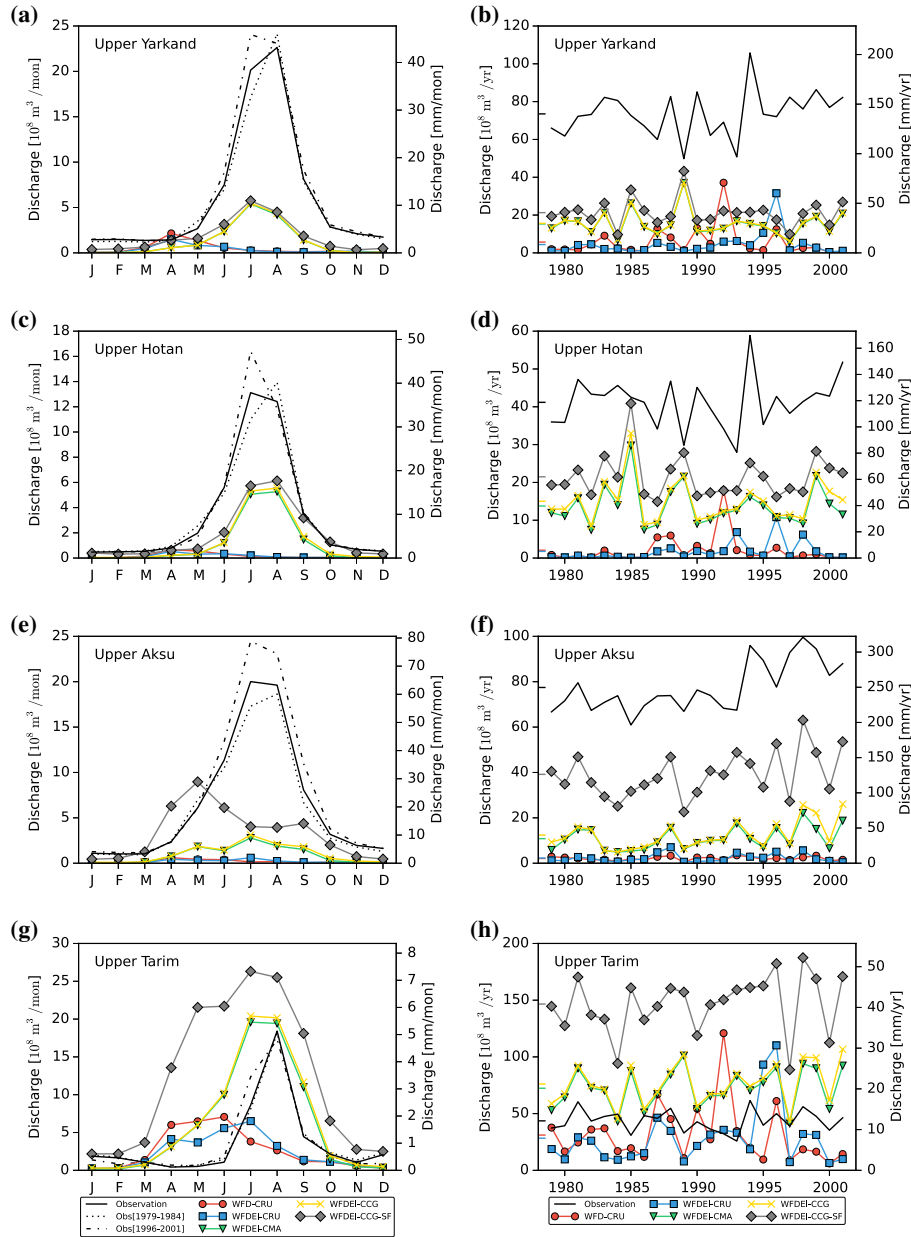 (a)
Upper Yarkand
Discharge [10⁸ m³ /mon]
25
20
15
10
5
0
Discharge [mm/mon]
40
30
20
10
0
J F M A M J J A S O N D
(b)
Upper Yarkand
Discharge [10⁸ m³ /yr]
120
100
80
60
40
20
0
Discharge [mm/yr]
200
150
100
50
0
1980 1985 1990 1995 2000
(c)
Upper Hotan
Discharge [10⁸ m³ /mon]
18
16
14
12
10
8
6
4
2
0
Discharge [mm/mon]
50
40
30
20
10
0
J F M A M J J A S O N D
(d)
Upper Hotan
Discharge [10⁸ m³ /yr]
60
50
40
30
20
10
0
Discharge [mm/yr]
160
140
120
100
80
60
40
20
0
1980 1985 1990 1995 2000
(e)
Upper Aksu
Discharge [10⁸ m³ /mon]
25
20
15
10
5
0
Discharge [mm/mon]
80
70
60
50
40
30
20
10
0
J F M A M J J A S O N D
(f)
Upper Aksu
Discharge [10⁸ m³ /yr]
100
80
60
40
20
0
Discharge [mm/yr]
300
250
200
150
100
50
0
1980 1985 1990 1995 2000
(g)
Upper Tarim
Discharge [10⁸ m³ /mon]
30
25
20
15
10
5
0
Discharge [mm/mon]
8
7
6
5
4
3
2
1
0
J F M A M J J A S O N D
Observation WFD-CRU WFDEI-CCG
Obs[1979-1984] WFDEI-CRU WFDEI-CCG-SF
Obs[1996-2001] WFDEI-CMA
(h)
Upper Tarim
Discharge [10⁸ m³ /yr]
200
150
100
50
0
Discharge [mm/yr]
50
40
30
20
10
0
1980 1985 1990 1995 2000
Observation WFDEI-CRU WFDEI-CCG
WFD-CRU WFDEI-CMA WFDEI-CCG-SF